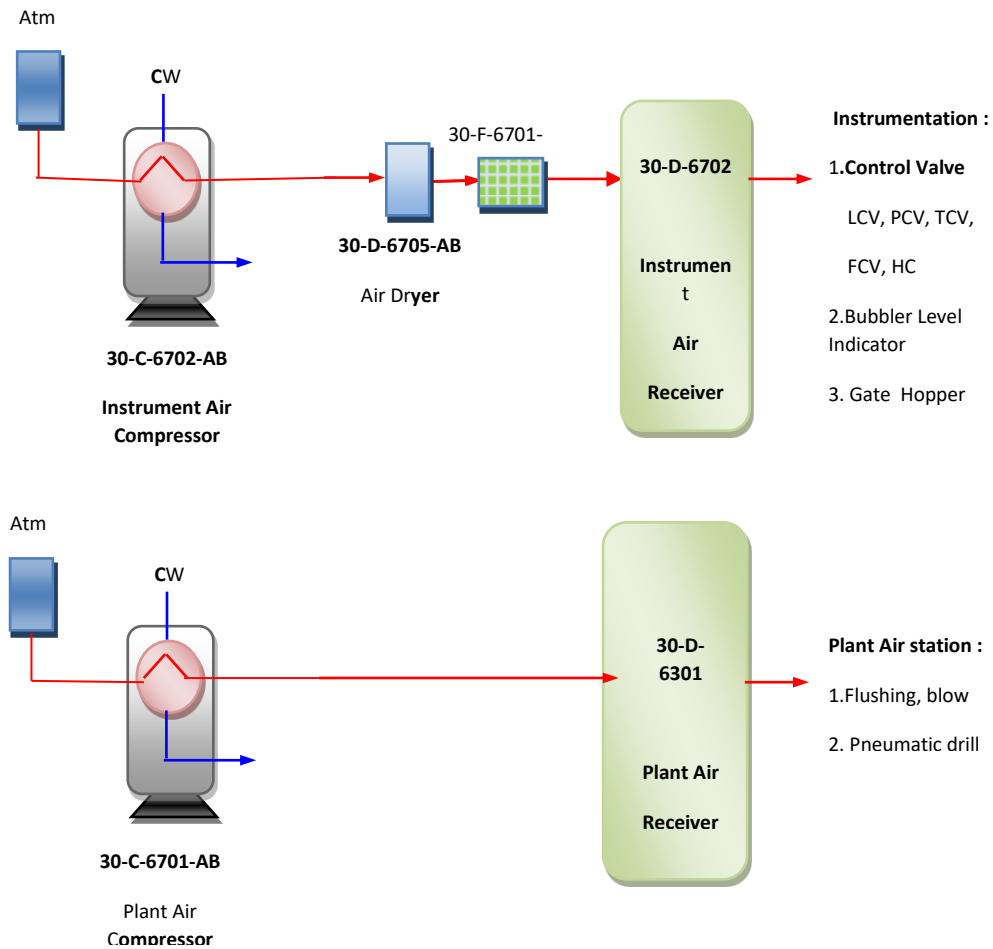 Atm
CW
30-F-6701-
30-D-6705-AB
Air Dryer
30-C-6702-AB
Instrument Air
Compressor
30-D-6702
Instrumen
t
Air
Receiver
Instrumentation :
1.Control Valve
LCV, PCV, TCV,
FCV, HC
2.Bubbler Level
Indicator
3. Gate Hopper
Atm
CW
30-C-6701-AB
Plant Air
Compressor
30-D-
6301
Plant Air
Receiver
Plant Air station :
1.Flushing, blow
2. Pneumatic drill